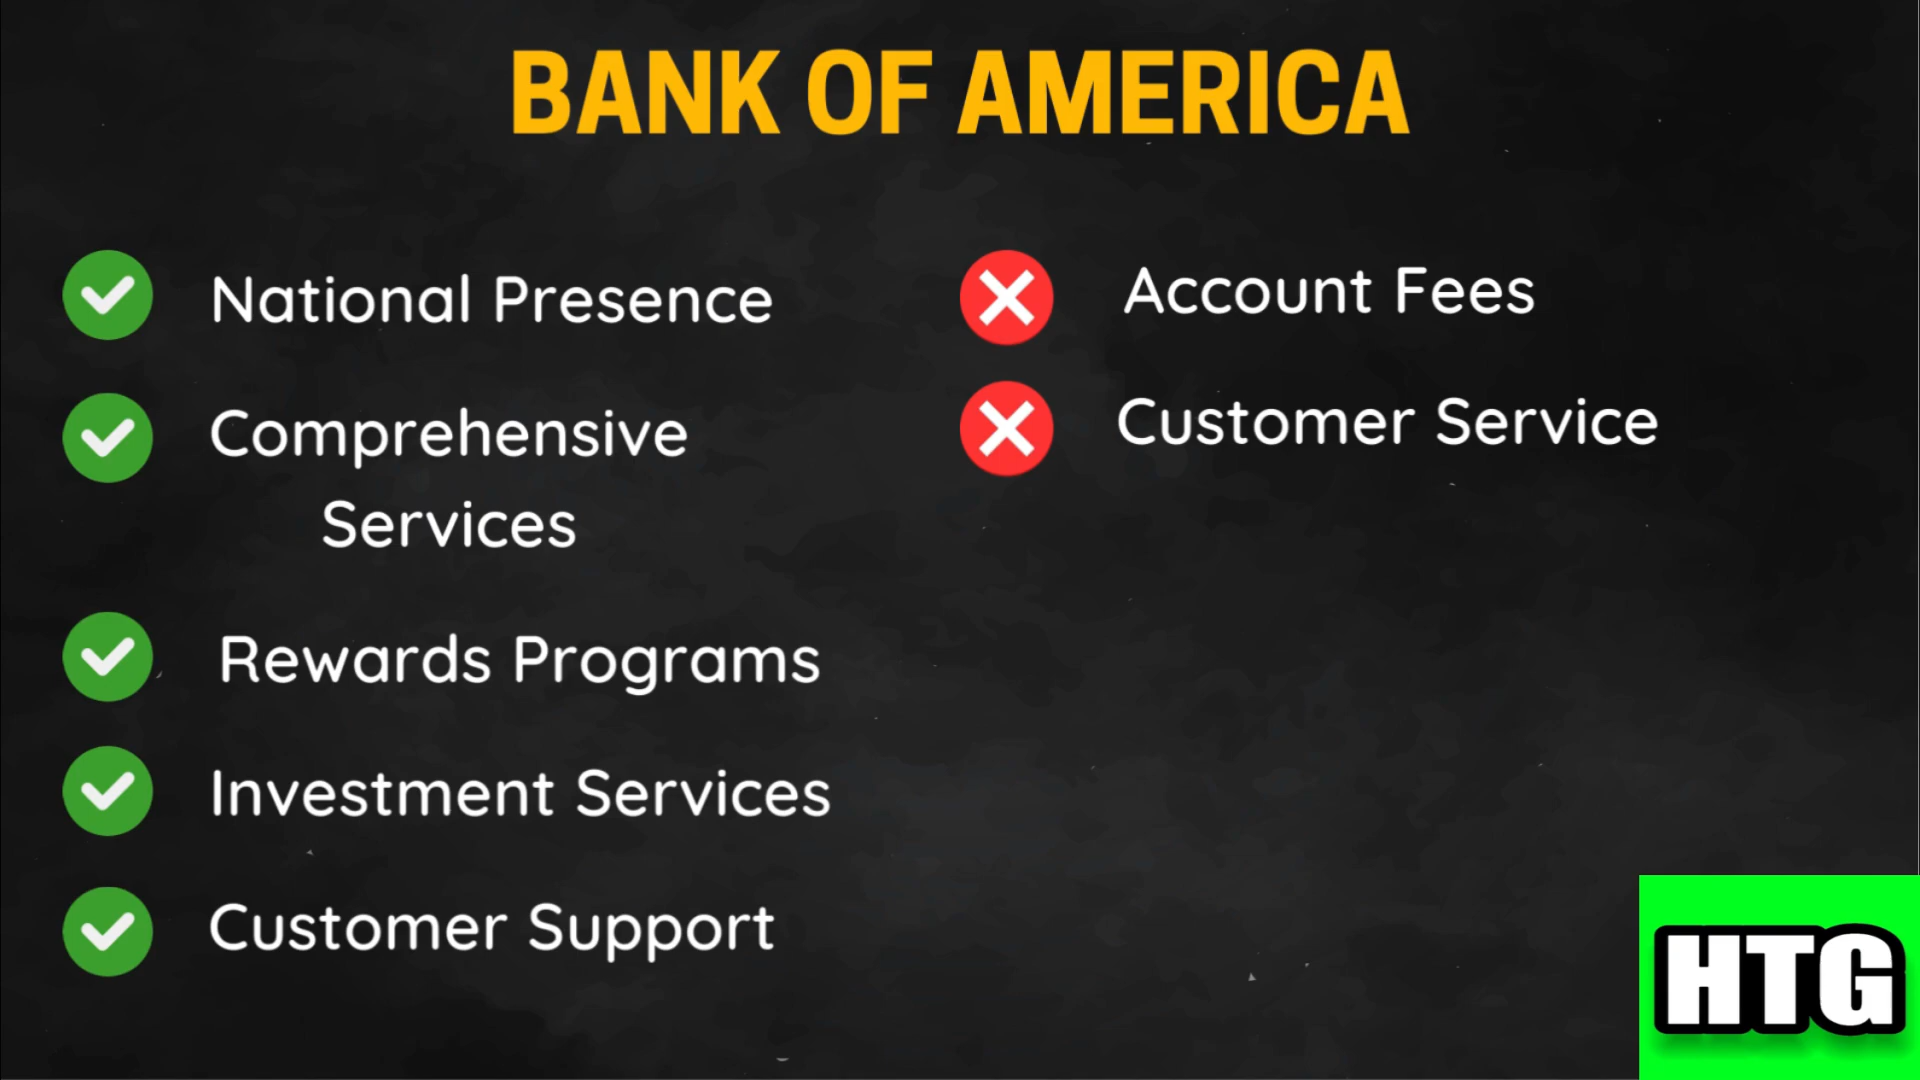 BANK OF AMERICA
National Presence
Comprehensive
Services
Rewards Programs
Investment Services
Customer Support
Account Fees
Customer Service
HTG